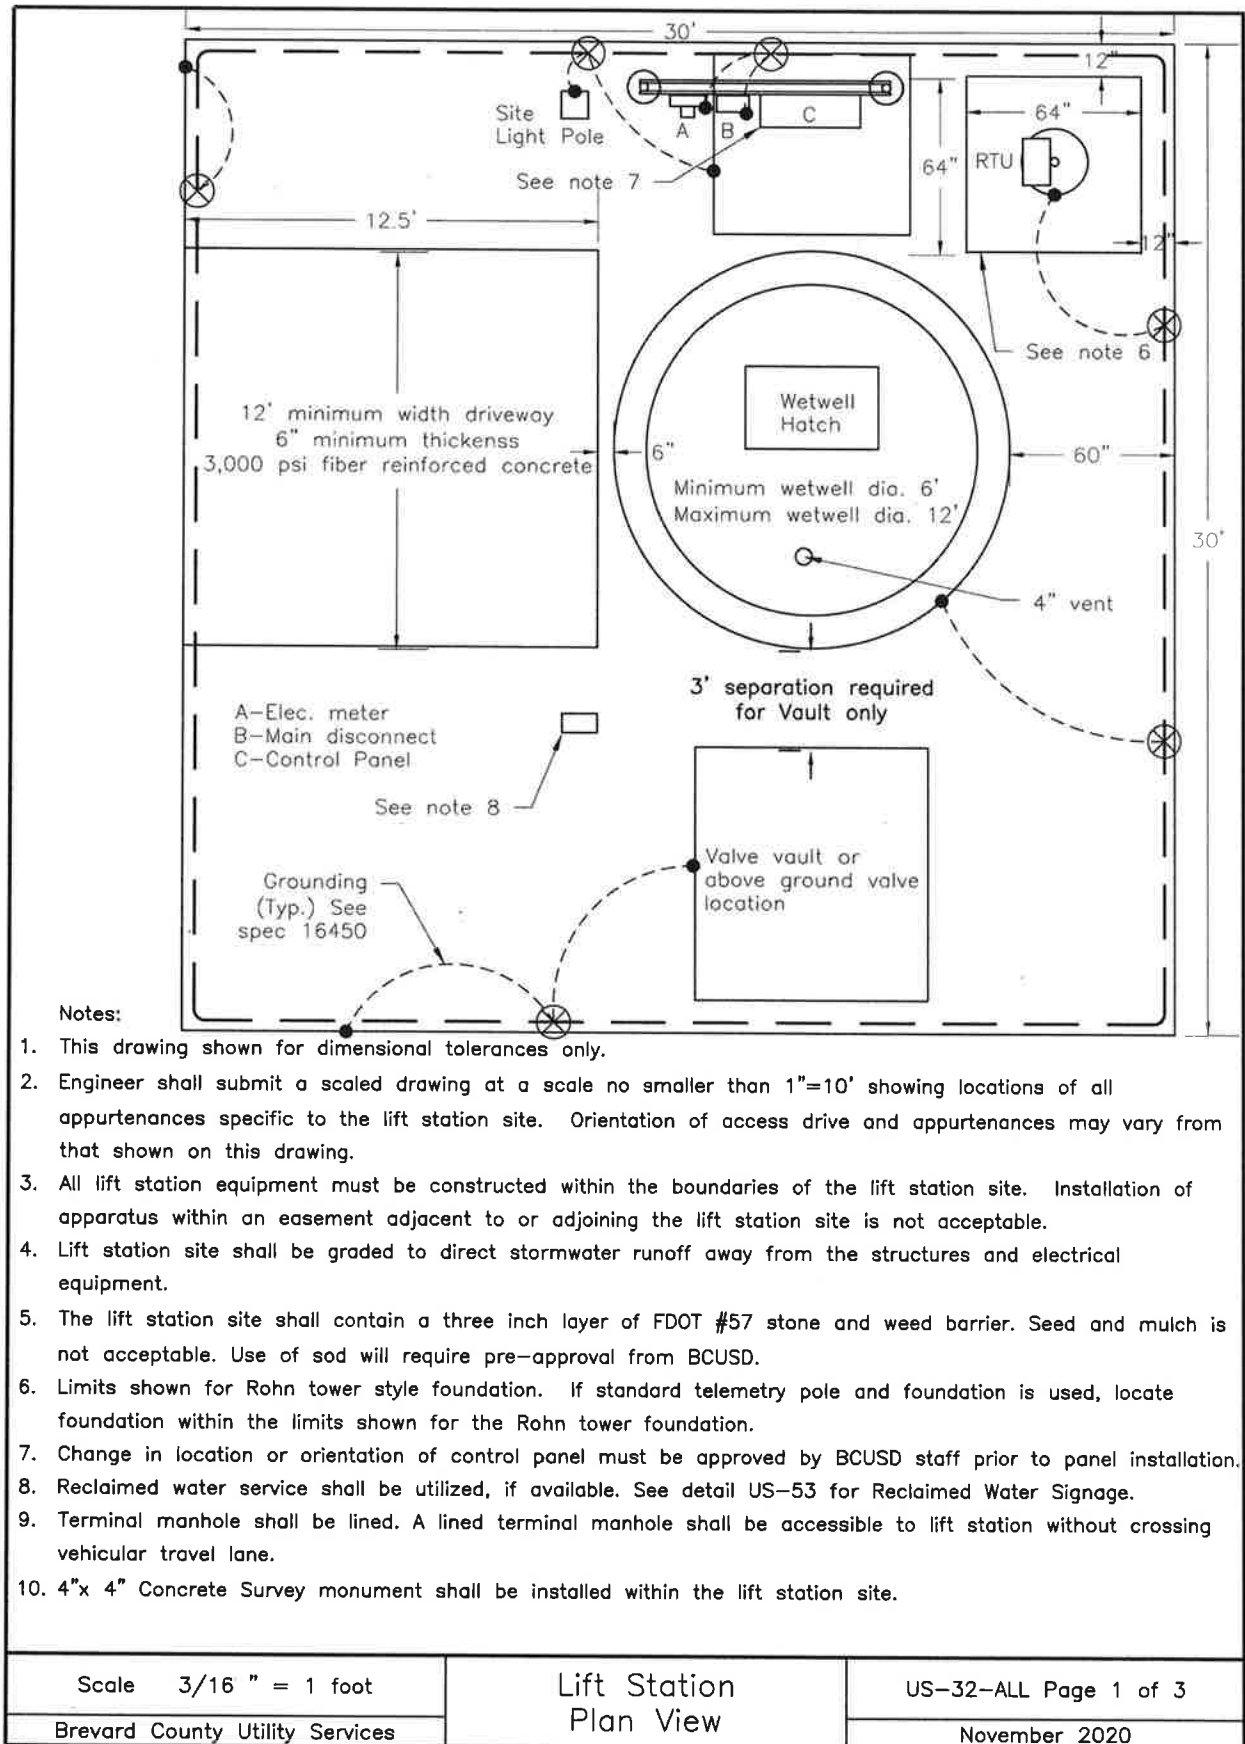 30'
12"
64"
Site
Light Pole
A
B
C
See note 7
64"
RTU
12.5'
12"
See note 6
12' minimum width driveway
6" minimum thickenss
3,000 psi fiber reinforced concrete
6"
Wetwell
Hatch
60"
Minimum wetwell dia. 6'
Maximum wetwell dia. 12'
30'
4" vent
3' separation required
for Vault only
A-Elec. meter
B-Main disconnect
C-Control Panel
See note 8
Valve vault or
above ground valve
location
Grounding
(Typ.) See
spec 16450
Notes:
1. This drawing shown for dimensional tolerances only.
2. Engineer shall submit a scaled drawing at a scale no smaller than 1"=10' showing locations of all
appurtenances specific to the lift station site. Orientation of access drive and appurtenances may vary from
that shown on this drawing.
3. All lift station equipment must be constructed within the boundaries of the lift station site. Installation of
apparatus within an easement adjacent to or adjoining the lift station site is not acceptable.
4. Lift station site shall be graded to direct stormwater runoff away from the structures and electrical
equipment.
5. The lift station site shall contain a three inch layer of FDOT #57 stone and weed barrier. Seed and mulch is
not acceptable. Use of sod will require pre-approval from BCUSD.
6. Limits shown for Rohn tower style foundation. If standard telemetry pole and foundation is used, locate
foundation within the limits shown for the Rohn tower foundation.
7. Change in location or orientation of control panel must be approved by BCUSD staff prior to panel installation.
8. Reclaimed water service shall be utilized, if available. See detail US-53 for Reclaimed Water Signage.
9. Terminal manhole shall be lined. A lined terminal manhole shall be accessible to lift station without crossing
vehicular travel lane.
10. 4"x 4" Concrete Survey monument shall be installed within the lift station site.
Scale 3/16 " = 1 foot
Brevard County Utility Services
Lift Station
Plan View
US-32-ALL Page 1 of 3
November 2020